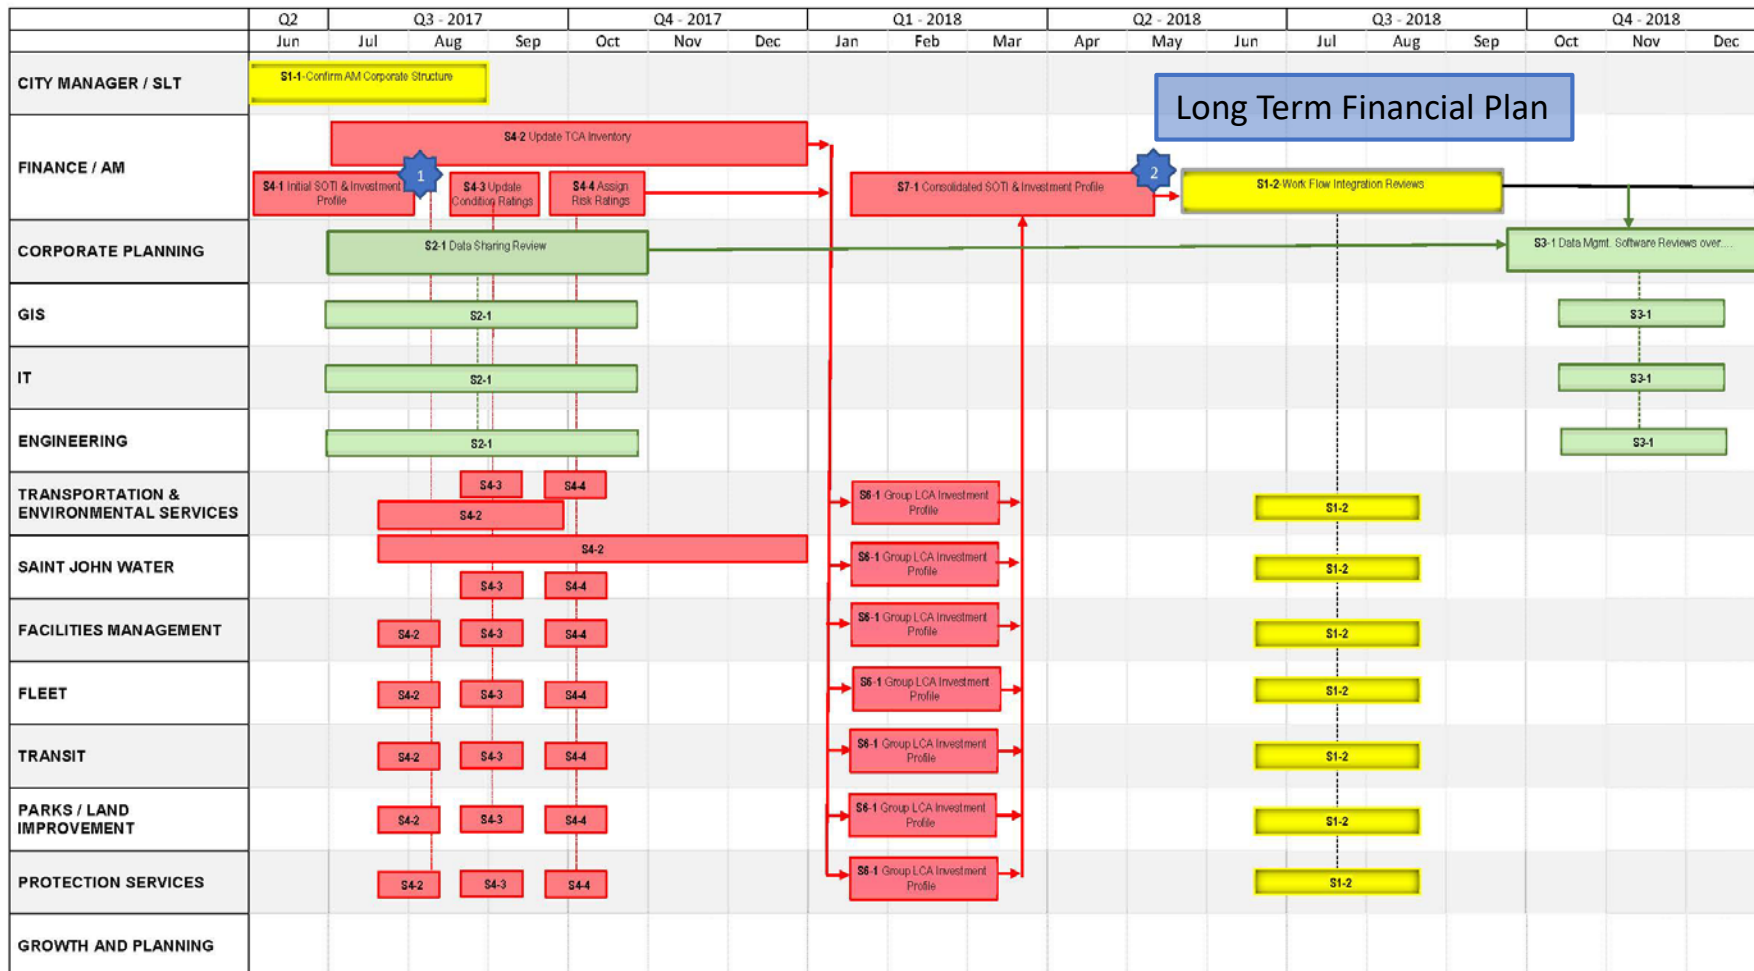 Q2 Q3 - 2017 Q4 - 2017 Q1 - 2018 Q2 - 2018 Q3 - 2018 Q4 - 2018
Jun Jul Aug Sep Oct Nov Dec Jan Feb Mar Apr May Jun Jul Aug Sep Oct Nov Dec
CITY MANAGER / SLT
S1-1-Confirm AM Corporate Structure
Long Term Financial Plan
FINANCE / AM
S4-2 Update TCA Inventory
1
S4-1 Initial SOTI & Investment
Profile
S4-3 Update
Condition Ratings
S4-4 Assign
Risk Ratings
S7-1 Consolidated SOTI & Investment Profile
2
S1-2-Work Flow Integration Reviews
CORPORATE PLANNING
S2-1 Data Sharing Review
S3-1 Data Mgmt. Software Reviews over....
GIS
S2-1
S3-1
IT
S2-1
S3-1
ENGINEERING
S2-1
S3-1
TRANSPORTATION &
ENVIRONMENTAL SERVICES
S4-3
S4-4
S4-2
S6-1 Group LCA Investment
Profile
S1-2
SAINT JOHN WATER
S4-2
S4-3
S4-4
S6-1 Group LCA Investment
Profile
S1-2
FACILITIES MANAGEMENT
S4-2
S4-3
S4-4
S6-1 Group LCA Investment
Profile
S1-2
FLEET
S4-2
S4-3
S4-4
S6-1 Group LCA Investment
Profile
S1-2
TRANSIT
S4-2
S4-3
S4-4
S6-1 Group LCA Investment
Profile
S1-2
PARKS / LAND
IMPROVEMENT
S4-2
S4-3
S4-4
S6-1 Group LCA Investment
Profile
S1-2
PROTECTION SERVICES
S4-2
S4-3
S4-4
S6-1 Group LCA Investment
Profile
S1-2
GROWTH AND PLANNING